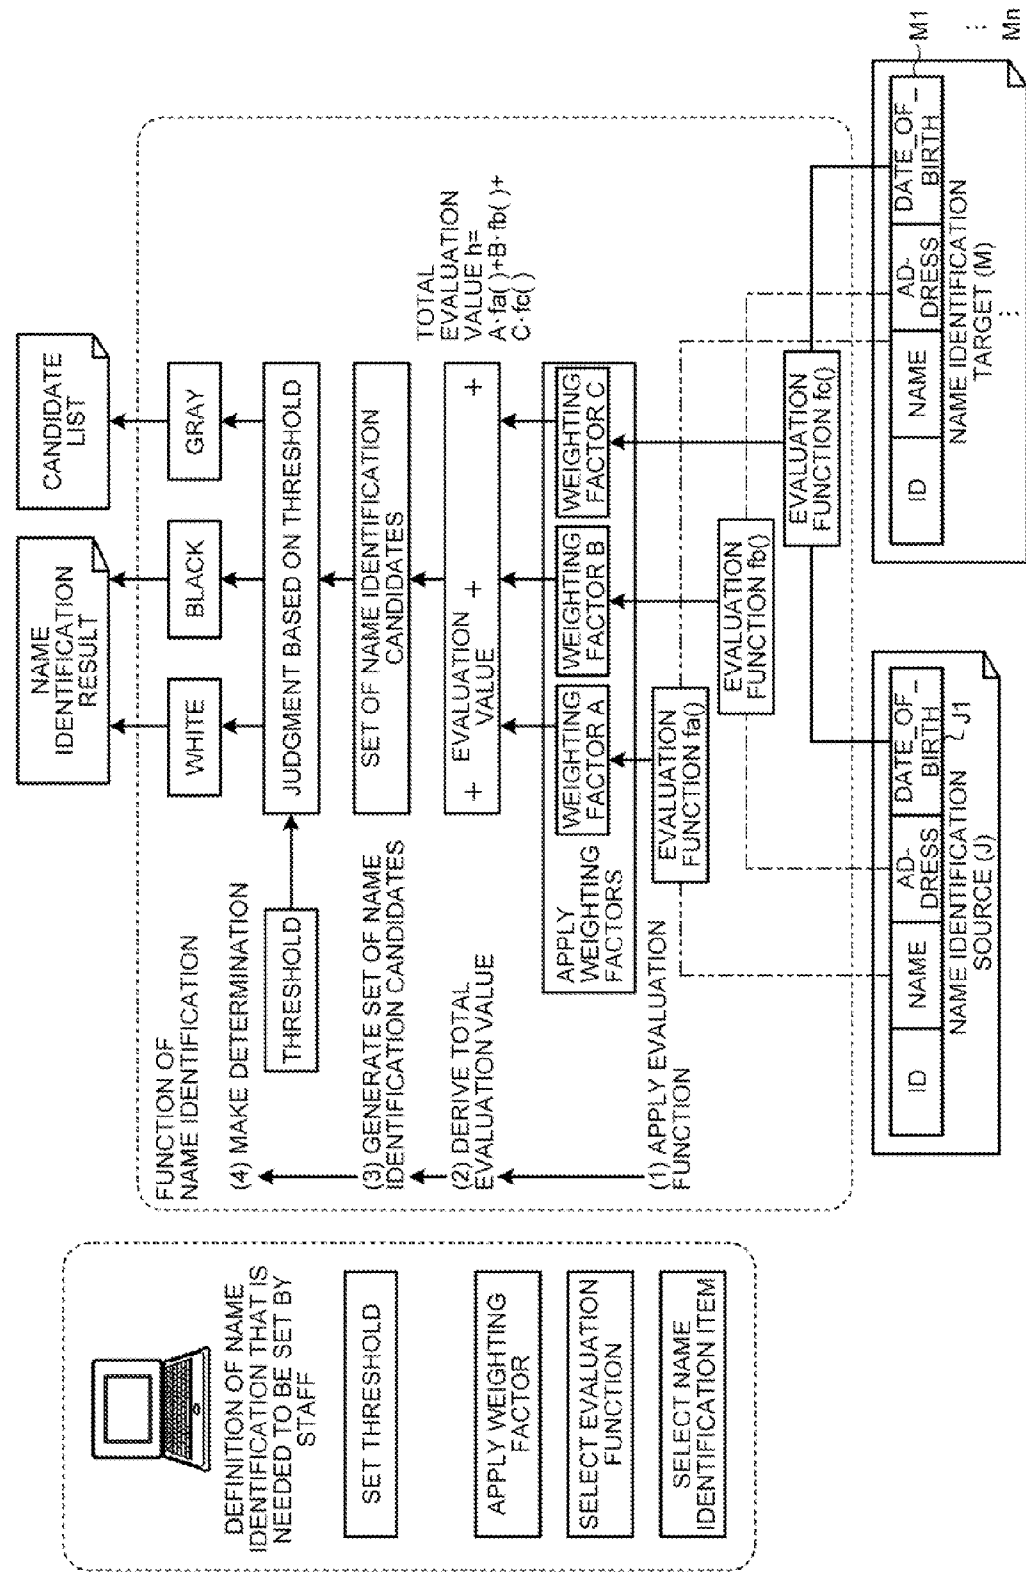 DEFINITION OF NAME
IDENTIFICATION THAT IS
NEEDED TO BE SET BY
STAFF
SET THRESHOLD
APPLY WEIGHTING
FACTOR
SELECT EVALUATION
FUNCTION
SELECT NAME
IDENTIFICATION ITEM
FUNCTION OF
NAME IDENTIFICATION
(4) MAKE DETERMINATION
(3) GENERATE SET OF NAME
IDENTIFICATION CANDIDATES
(2) DERIVE TOTAL
EVALUATION VALUE
(1) APPLY EVALUATION
FUNCTION
NAME
IDENTIFICATION
RESULT
CANDIDATE
LIST
WHITE
BLACK
GRAY
THRESHOLD
JUDGMENT BASED ON THRESHOLD
SET OF NAME IDENTIFICATION
CANDIDATES
+ EVALUATION + +
VALUE
TOTAL
EVALUATION
VALUE h=
A·fa()+B·fb()+
C·fc()
APPLY
WEIGHTING
FACTORS
WEIGHTING
FACTOR A
WEIGHTING
FACTOR B
WEIGHTING
FACTOR C
EVALUATION
FUNCTION fa()
EVALUATION
FUNCTION fb()
EVALUATION
FUNCTION fc()
ID
NAME
AD-
DRESS
DATE_OF_
BIRTH
J1
NAME IDENTIFICATION
SOURCE (J)
ID
NAME
AD-
DRESS
DATE_OF_
BIRTH
M1
⋮
Mn
NAME IDENTIFICATION
TARGET (M)
⋮